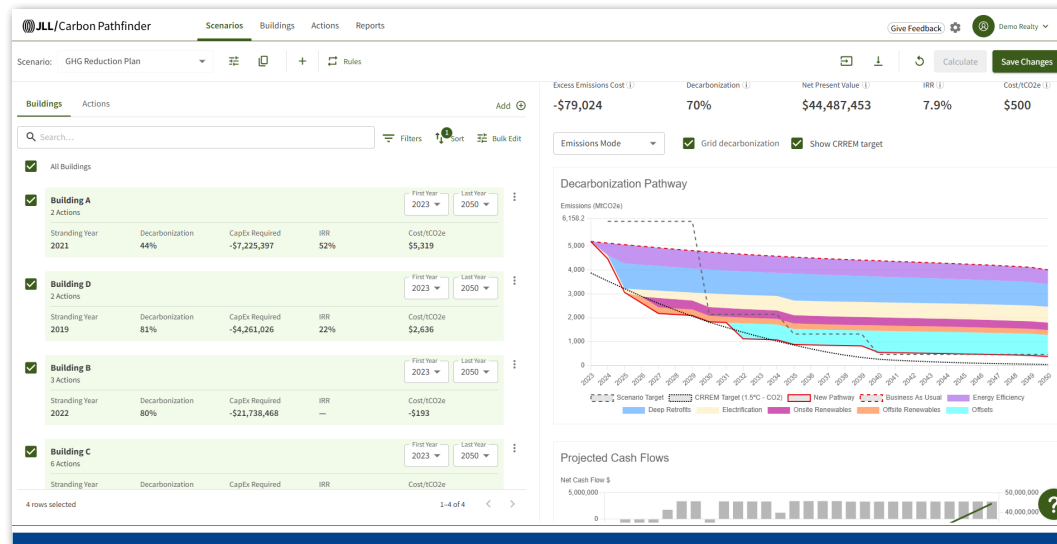 JLL/Carbon Pathfinder Scenarios Buildings Actions Reports Give Feedback Demo Realty
Scenario: GHG Reduction Plan Rules Calculate Save Changes
Buildings Actions Add
Search... Filters 1 Sort Bulk Edit
All Buildings
Building A
2 Actions
First Year 2023 Last Year 2050
Stranding Year Decarbonization CapEx Required IRR Cost/tCO2e
2021 44% -$7,225,397 52% $5,319
Building D
2 Actions
First Year 2023 Last Year 2050
Stranding Year Decarbonization CapEx Required IRR Cost/tCO2e
2019 81% -$4,261,026 22% $2,636
Building B
3 Actions
First Year 2023 Last Year 2050
Stranding Year Decarbonization CapEx Required IRR Cost/tCO2e
2022 80% -$21,738,468 — -$193
Building C
6 Actions
First Year 2023 Last Year 2050
Stranding Year Decarbonization CapEx Required IRR Cost/tCO2e
4 rows selected 1–4 of 4
Excess Emissions Cost Decarbonization Net Present Value IRR Cost/tCO2e
-$79,024 70% $44,487,453 7.9% $500
Emissions Mode Grid decarbonization Show CRREM target
Decarbonization Pathway
Emissions (MtCO2e)
6,158.2
5,000
4,000
3,000
2,000
1,000
0
2023 2024 2025 2026 2027 2028 2029 2030 2031 2032 2033 2034 2035 2036 2037 2038 2039 2040 2041 2042 2043 2044 2045 2046 2047 2048 2049 2050
Scenario Target CRREM Target (1.5°C - CO2) New Pathway Business As Usual Energy Efficiency
Deep Retrofits Electrification Onsite Renewables Offsite Renewables Offsets
Projected Cash Flows
Net Cash Flow $
5,000,000 50,000,000
40,000,000
0
?